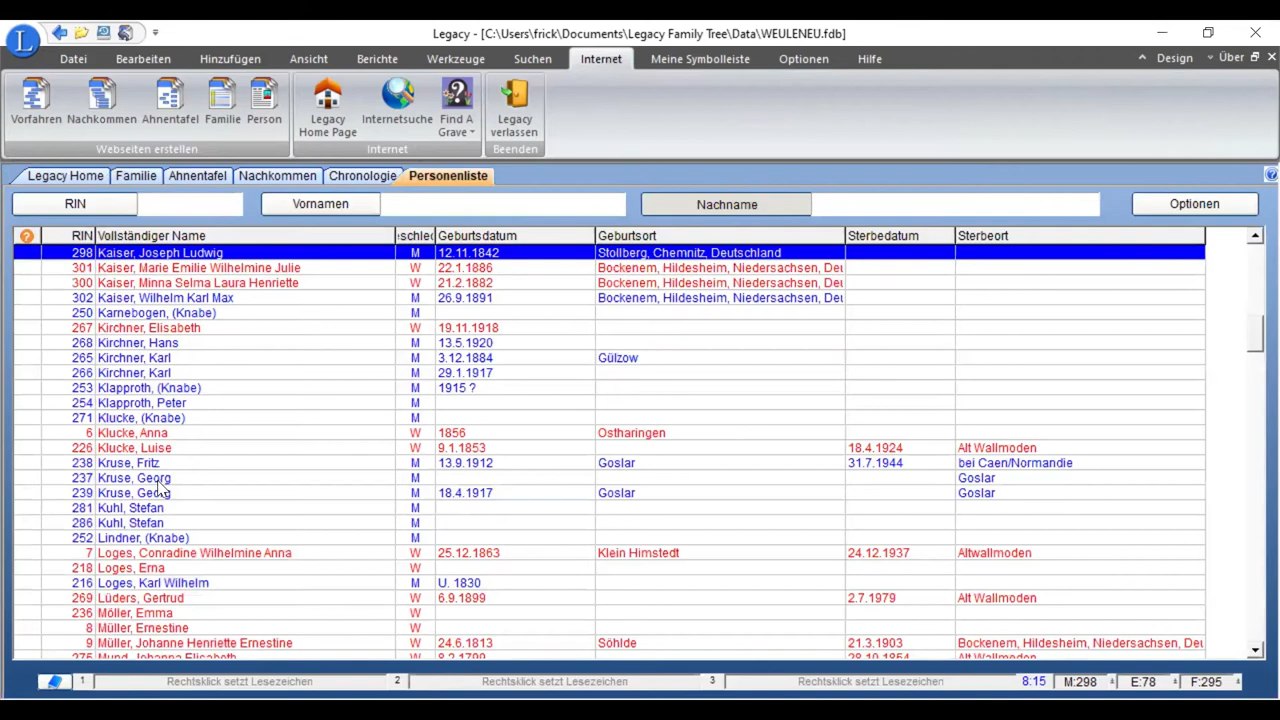 L
Legacy - [C:\Users\frick\Documents\Legacy Family Tree\Data\WEULENEU.fdb]
Datei Bearbeiten Hinzufügen Ansicht Berichte Werkzeuge Suchen Internet Meine Symbolleiste Optionen Hilfe Design Über
Vorfahren Nachkommen Ahnentafel Familie Person Legacy Home Page Internetsuche Find A Grave Legacy verlassen
Webseiten erstellen Internet Beenden
Legacy Home Familie Ahnentafel Nachkommen Chronologie Personenliste
RIN Vornamen Nachname Optionen
RIN Vollständiger Name schlec Geburtsdatum Geburtsort Sterbedatum Sterbeort
298 Kaiser, Joseph Ludwig M 12.11.1842 Stollberg, Chemnitz, Deutschland
301 Kaiser, Marie Emilie Wilhelmine Julie W 22.1.1886 Bockenem, Hildesheim, Niedersachsen, Deu
300 Kaiser, Minna Selma Laura Henriette W 21.2.1882 Bockenem, Hildesheim, Niedersachsen, Deu
302 Kaiser, Wilhelm Karl Max M 26.9.1891 Bockenem, Hildesheim, Niedersachsen, Deu
250 Karnebogen, (Knabe) M
267 Kirchner, Elisabeth W 19.11.1918
268 Kirchner, Hans M 13.5.1920
265 Kirchner, Karl M 3.12.1884 Gülzow
266 Kirchner, Karl M 29.1.1917
253 Klapproth, (Knabe) M 1915 ?
254 Klapproth, Peter M
271 Klucke, (Knabe) M
6 Klucke, Anna W 1856 Ostharingen
226 Klucke, Luise W 9.1.1853 18.4.1924 Alt Wallmoden
238 Kruse, Fritz M 13.9.1912 Goslar 31.7.1944 bei Caen/Normandie
237 Kruse, Georg M Goslar
239 Kruse, Georg M 18.4.1917 Goslar Goslar
281 Kuhl, Stefan M
286 Kuhl, Stefan M
252 Lindner, (Knabe) M
7 Loges, Conradine Wilhelmine Anna W 25.12.1863 Klein Himstedt 24.12.1937 Altwallmoden
218 Loges, Erna W
216 Loges, Karl Wilhelm M U. 1830
269 Lüders, Gertrud W 6.9.1899 2.7.1979 Alt Wallmoden
236 Möller, Emma W
8 Müller, Ernestine W
9 Müller, Johanne Henriette Ernestine W 24.6.1813 Söhlde 21.3.1903 Bockenem, Hildesheim, Niedersachsen, Deu
275 Mund, Johanna Elisabeth W 8.2.1799 28.10.1854 Alt Wallmoden
1 Rechtsklick setzt Lesezeichen 2 Rechtsklick setzt Lesezeichen 3 Rechtsklick setzt Lesezeichen 8:15 M:298 E:78 F:295